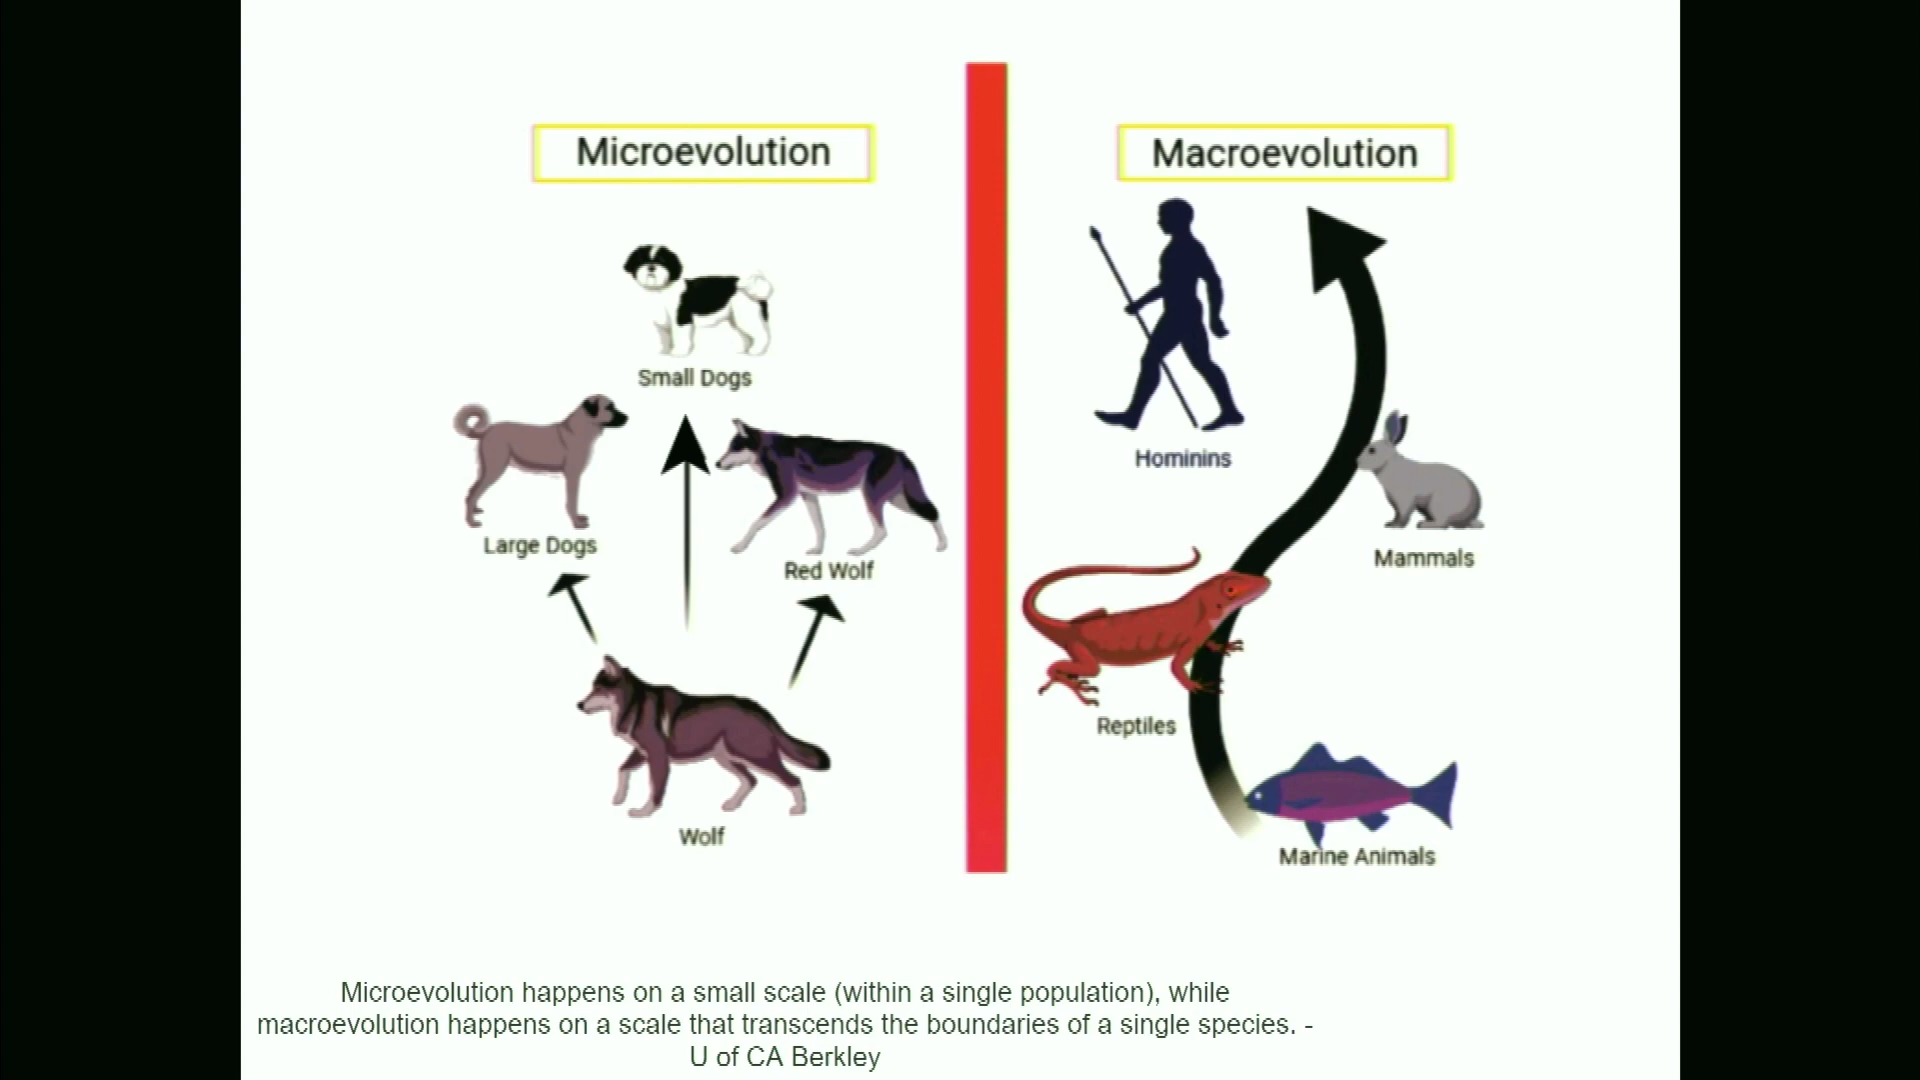 Microevolution
Macroevolution
Small Dogs
Large Dogs
Red Wolf
Wolf
Hominins
Mammals
Reptiles
Marine Animals
Microevolution happens on a small scale (within a single population), while
macroevolution happens on a scale that transcends the boundaries of a single species. -
U of CA Berkley